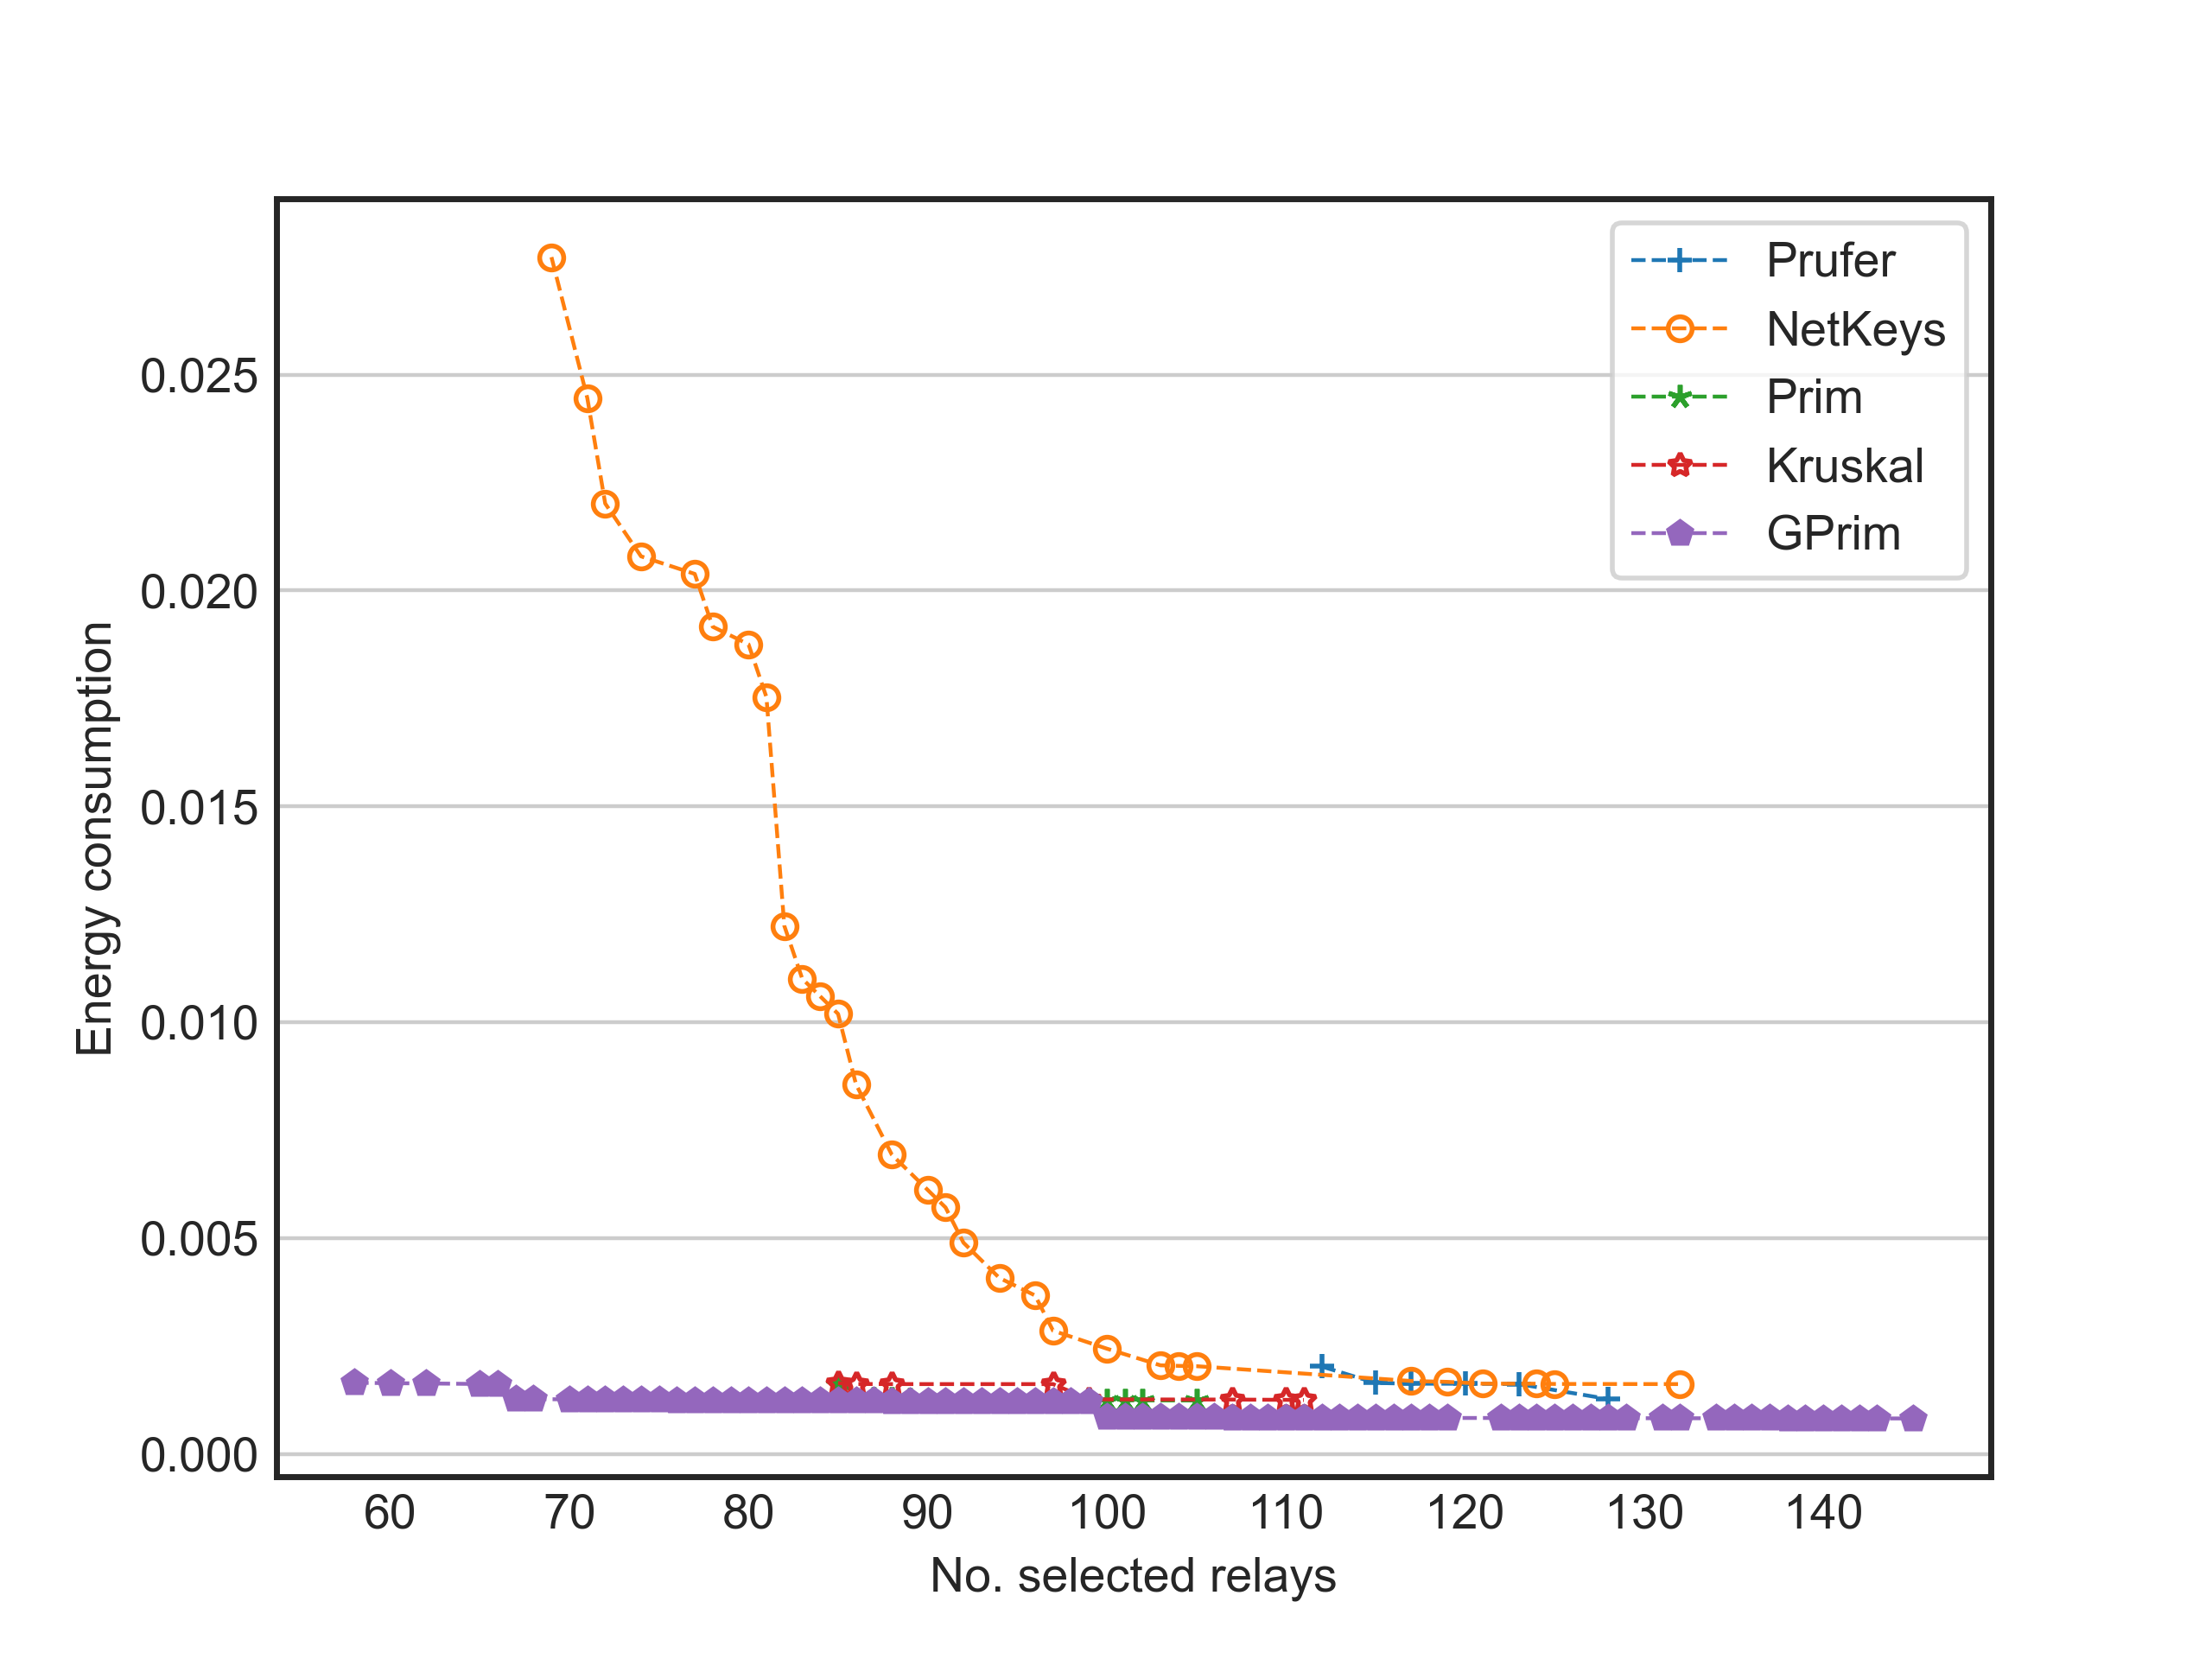 Prufer
NetKeys
Prim
Kruskal
GPrim
0.025
0.020
0.015
0.010
0.005
0.000
Energy consumption
60 70 80 90 100 110 120 130 140
No. selected relays